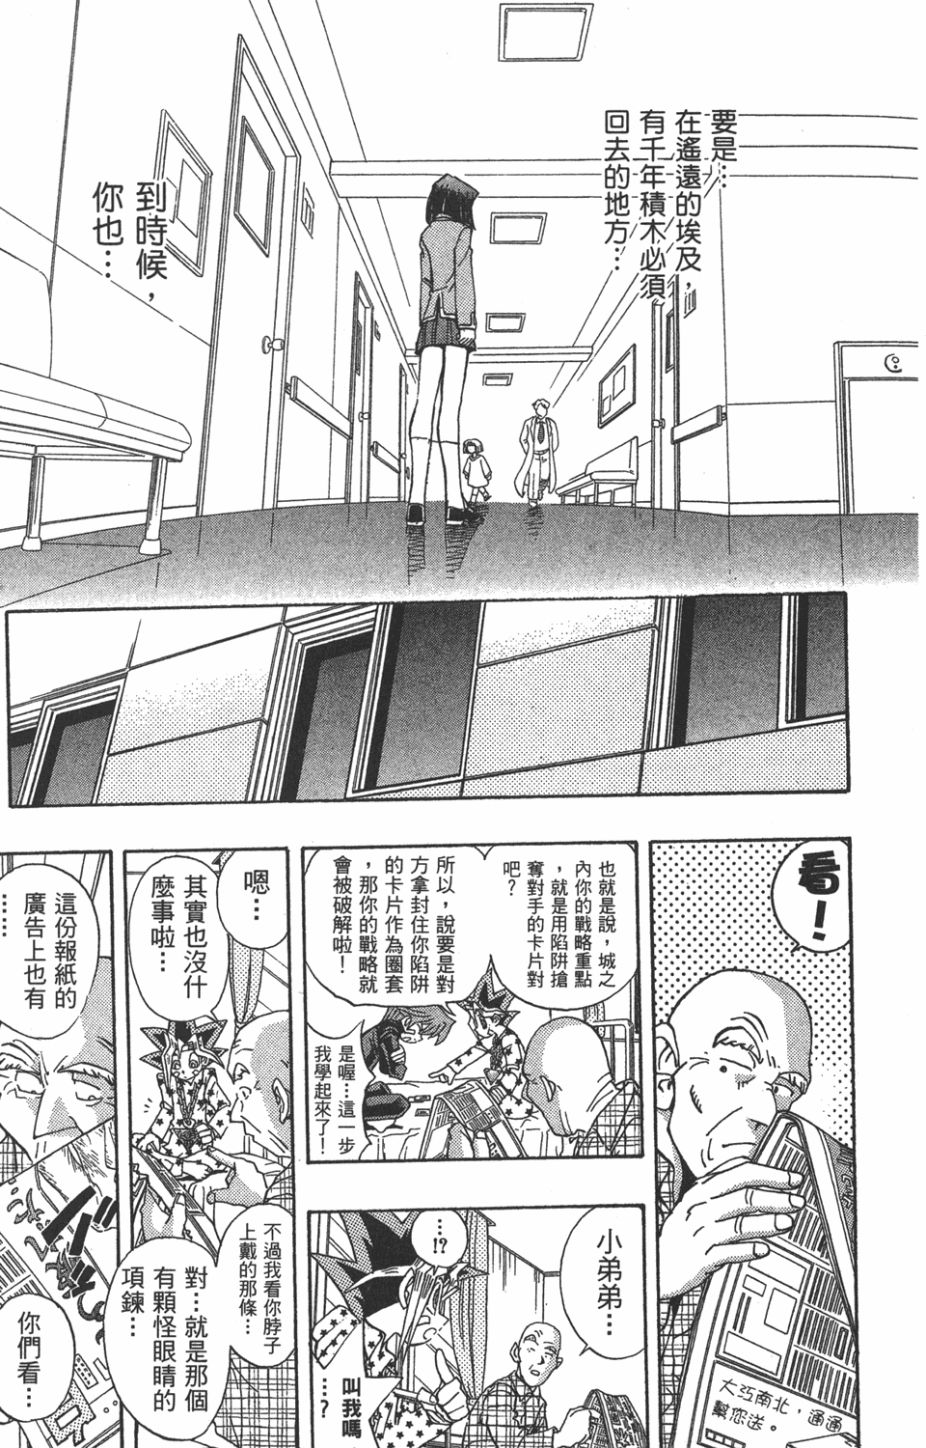 要是…
在遙遠的埃及，
有千年積木必須
回去的地方…
到時候，
你也…
看！
也就是說，城之
內你的戰略重點
，就是用陷阱搶
奪對手的卡片對
吧？
所以，說要是對
方拿封住你陷阱
的卡片作為圈套
，那你的戰略就
會被破解啦！
是喔…這一步
我學起來了！
小弟弟…
…!?
叫我嗎
…？
大亞南北，通通
幫您送。
嗯…
其實也沒什
麼事啦…
不過我看你脖子
上戴的那條…
對…就是那個
有顆怪眼睛的
項鍊…
這份報紙的
廣告上也有
……
你們看…